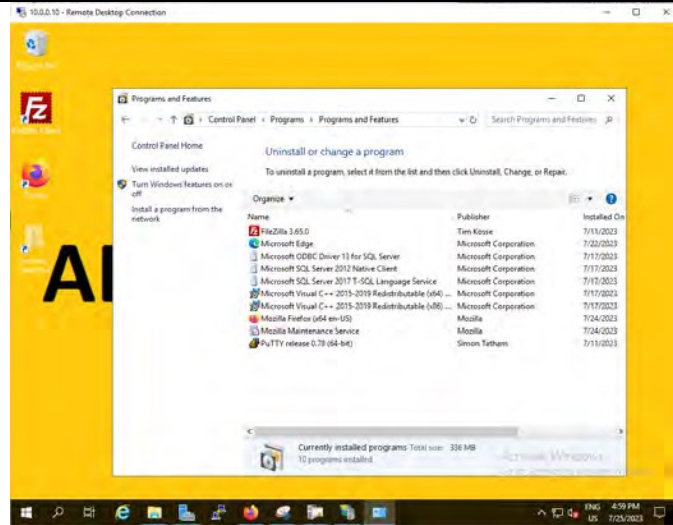 10.0.0.10 - Remote Desktop Connection
Programs and Features
Control Panel › Programs › Programs and Features
Search Programs and Features
Control Panel Home
View installed updates
Turn Windows features on or off
Install a program from the network
Uninstall or change a program
To uninstall a program, select it from the list and then click Uninstall, Change, or Repair.
Organize
Name Publisher Installed On
FileZilla 3.65.0 Tim Kosse 7/11/2023
Microsoft Edge Microsoft Corporation 7/22/2023
Microsoft ODBC Driver 13 for SQL Server Microsoft Corporation 7/17/2023
Microsoft SQL Server 2012 Native Client Microsoft Corporation 7/17/2023
Microsoft SQL Server 2017 T-SQL Language Service Microsoft Corporation 7/17/2023
Microsoft Visual C++ 2015-2019 Redistributable (x64) ... Microsoft Corporation 7/17/2023
Microsoft Visual C++ 2015-2019 Redistributable (x86) ... Microsoft Corporation 7/17/2023
Mozilla Firefox (x64 en-US) Mozilla 7/24/2023
Mozilla Maintenance Service Mozilla 7/24/2023
PuTTY release 0.78 (64-bit) Simon Tatham 7/11/2023
Currently installed programs Total size: 336 MB
10 programs installed
Activate Windows
ENG 4:59 PM
US 7/25/2023